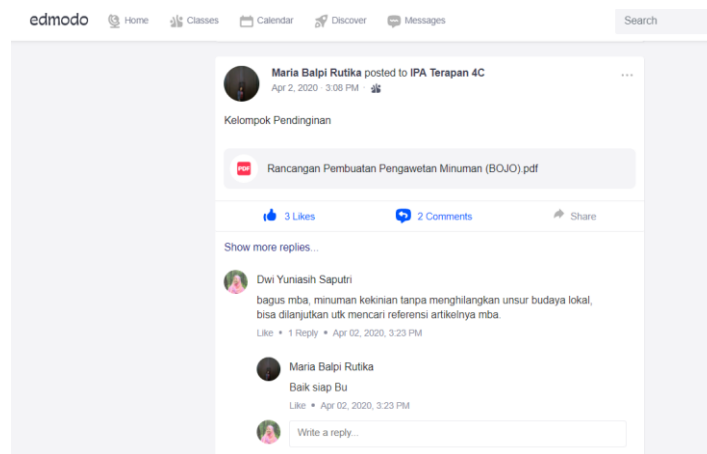 edmodo Home Classes Calendar Discover Messages Search
Maria Balpi Rutika posted to IPA Terapan 4C
Apr 2, 2020 · 3:08 PM ·
Kelompok Pendinginan
PDF Rancangan Pembuatan Pengawetan Minuman (BOJO).pdf
3 Likes 2 Comments Share
Show more replies...
Dwi Yuniasih Saputri
bagus mba, minuman kekinian tanpa menghilangkan unsur budaya lokal,
bisa dilanjutkan utk mencari referensi artikelnya mba.
Like • 1 Reply • Apr 02, 2020, 3:23 PM
Maria Balpi Rutika
Baik siap Bu
Like • Apr 02, 2020, 3:23 PM
Write a reply...